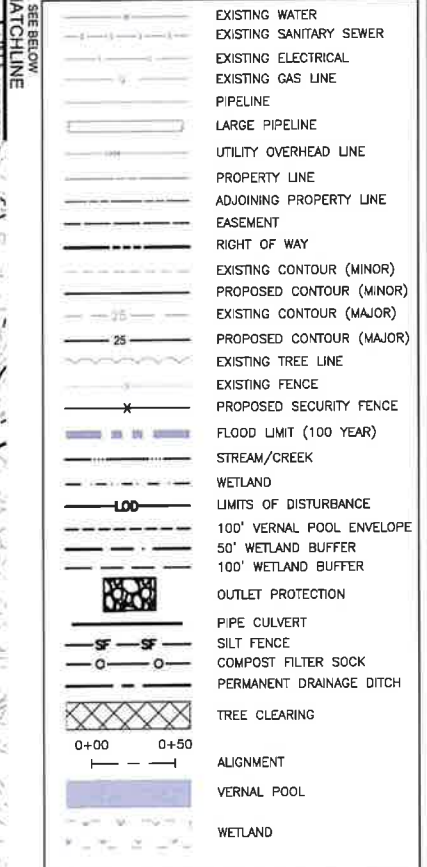 SEE BELOW
MATCHLINE
EXISTING WATER
EXISTING SANITARY SEWER
EXISTING ELECTRICAL
EXISTING GAS LINE
PIPELINE
LARGE PIPELINE
UTILITY OVERHEAD LINE
PROPERTY LINE
ADJOINING PROPERTY LINE
EASEMENT
RIGHT OF WAY
EXISTING CONTOUR (MINOR)
PROPOSED CONTOUR (MINOR)
25 EXISTING CONTOUR (MAJOR)
25 PROPOSED CONTOUR (MAJOR)
EXISTING TREE LINE
EXISTING FENCE
X PROPOSED SECURITY FENCE
FLOOD LIMIT (100 YEAR)
STREAM/CREEK
WETLAND
LOD LIMITS OF DISTURBANCE
100' VERNAL POOL ENVELOPE
50' WETLAND BUFFER
100' WETLAND BUFFER
OUTLET PROTECTION
PIPE CULVERT
SF SF SILT FENCE
O O COMPOST FILTER SOCK
PERMANENT DRAINAGE DITCH
TREE CLEARING
0+00 0+50
ALIGNMENT
VERNAL POOL
WETLAND